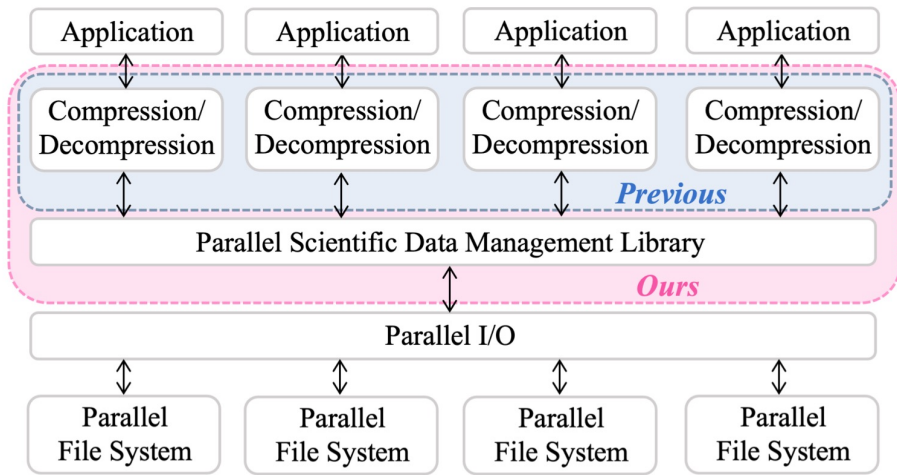 Application Application Application Application
Compression/ Compression/ Compression/ Compression/
Decompression Decompression Decompression Decompression
Previous
Parallel Scientific Data Management Library
Ours
Parallel I/O
Parallel Parallel Parallel Parallel
File System File System File System File System